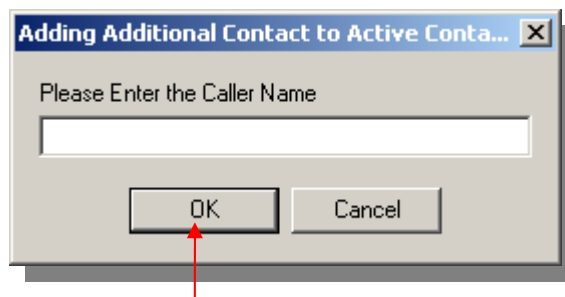 Adding Additional Contact to Active Conta...
Please Enter the Caller Name
OK
Cancel